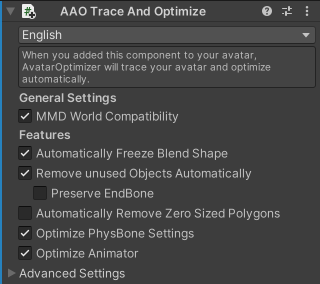 AAO Trace And Optimize
English
When you added this component to your avatar,
AvatarOptimizer will trace your avatar and optimize
automatically.
General Settings
MMD World Compatibility
Features
Automatically Freeze Blend Shape
Remove unused Objects Automatically
Preserve EndBone
Automatically Remove Zero Sized Polygons
Optimize PhysBone Settings
Optimize Animator
Advanced Settings